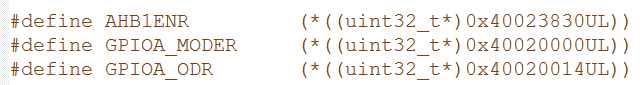 #define AHB1ENR (*((uint32_t*)0x40023830UL))
#define GPIOA_MODER (*((uint32_t*)0x40020000UL))
#define GPIOA_ODR (*((uint32_t*)0x40020014UL))